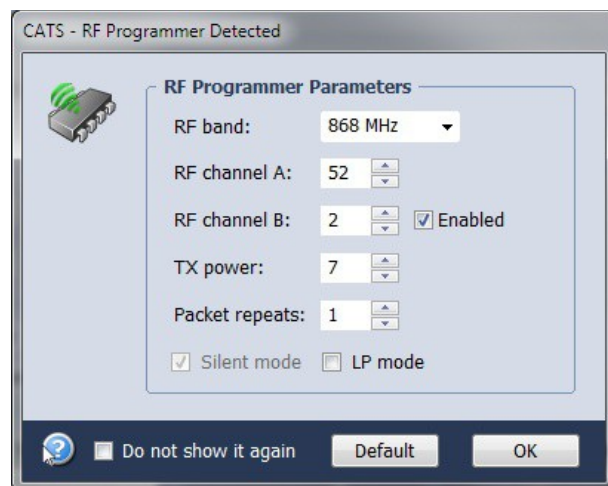 CATS - RF Programmer Detected
RF Programmer Parameters
RF band: 868 MHz
RF channel A: 52
RF channel B: 2 Enabled
TX power: 7
Packet repeats: 1
Silent mode LP mode
? Do not show it again Default OK